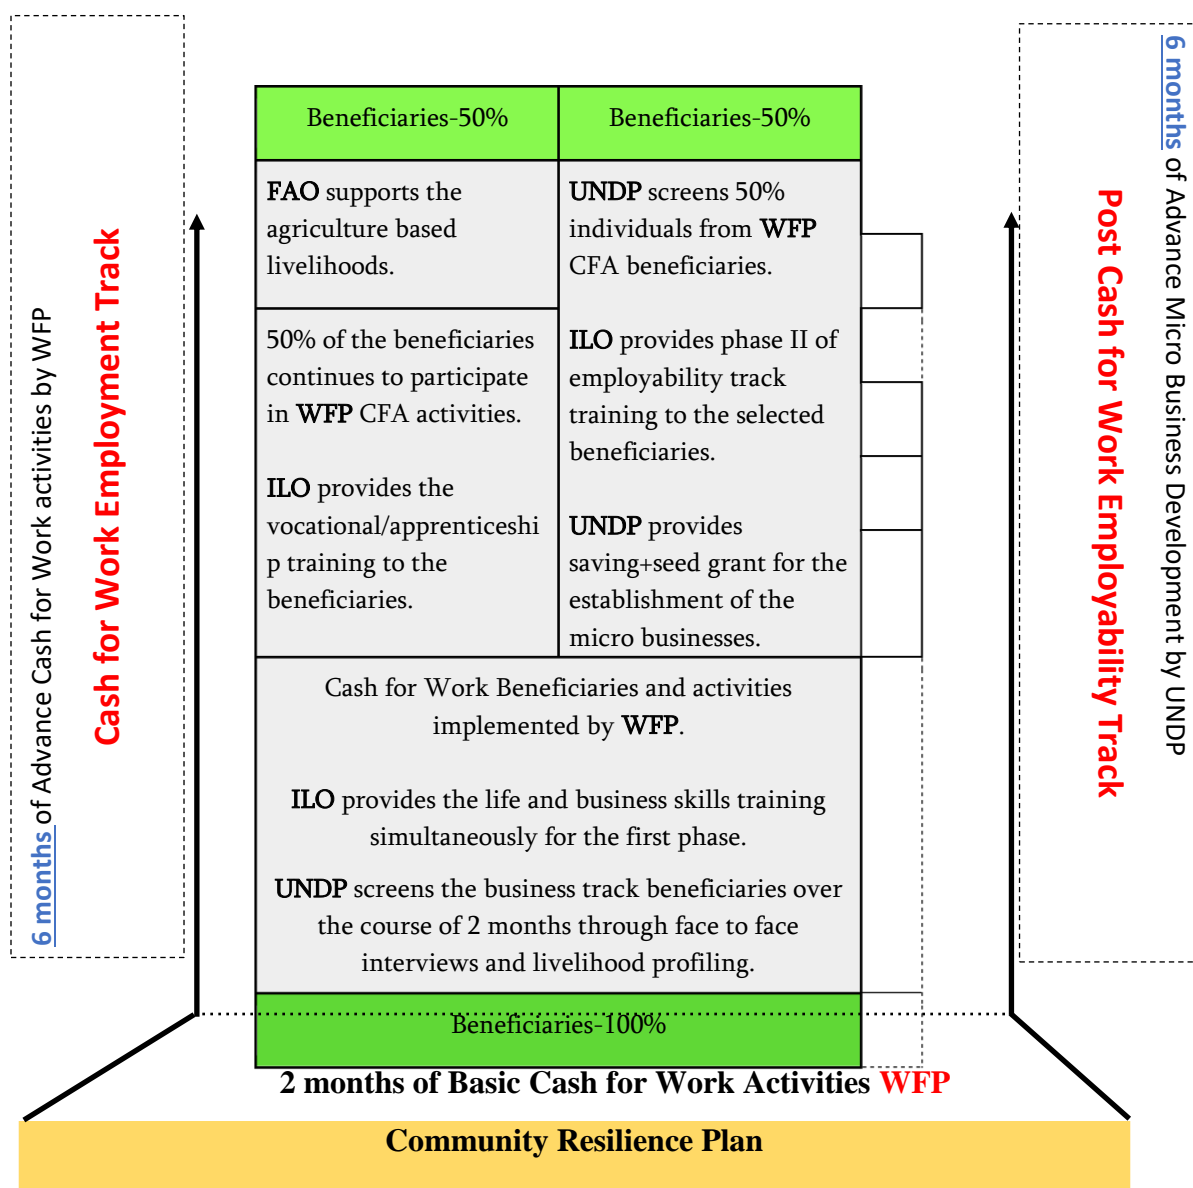 6 months of Advance Cash for Work activities by WFP
Cash for Work Employment Track
Beneficiaries-50%
FAO supports the
agriculture based
livelihoods.
50% of the beneficiaries
continues to participate
in WFP CFA activities.
ILO provides the
vocational/apprenticeshi
p training to the
beneficiaries.
Beneficiaries-50%
UNDP screens 50%
individuals from WFP
CFA beneficiaries.
ILO provides phase II of
employability track
training to the selected
beneficiaries.
UNDP provides
saving+seed grant for the
establishment of the
micro businesses.
Cash for Work Beneficiaries and activities
implemented by WFP.
ILO provides the life and business skills training
simultaneously for the first phase.
UNDP screens the business track beneficiaries over
the course of 2 months through face to face
interviews and livelihood profiling.
Beneficiaries-100%
2 months of Basic Cash for Work Activities WFP
Community Resilience Plan
Post Cash for Work Employability Track
6 months of Advance Micro Business Development by UNDP